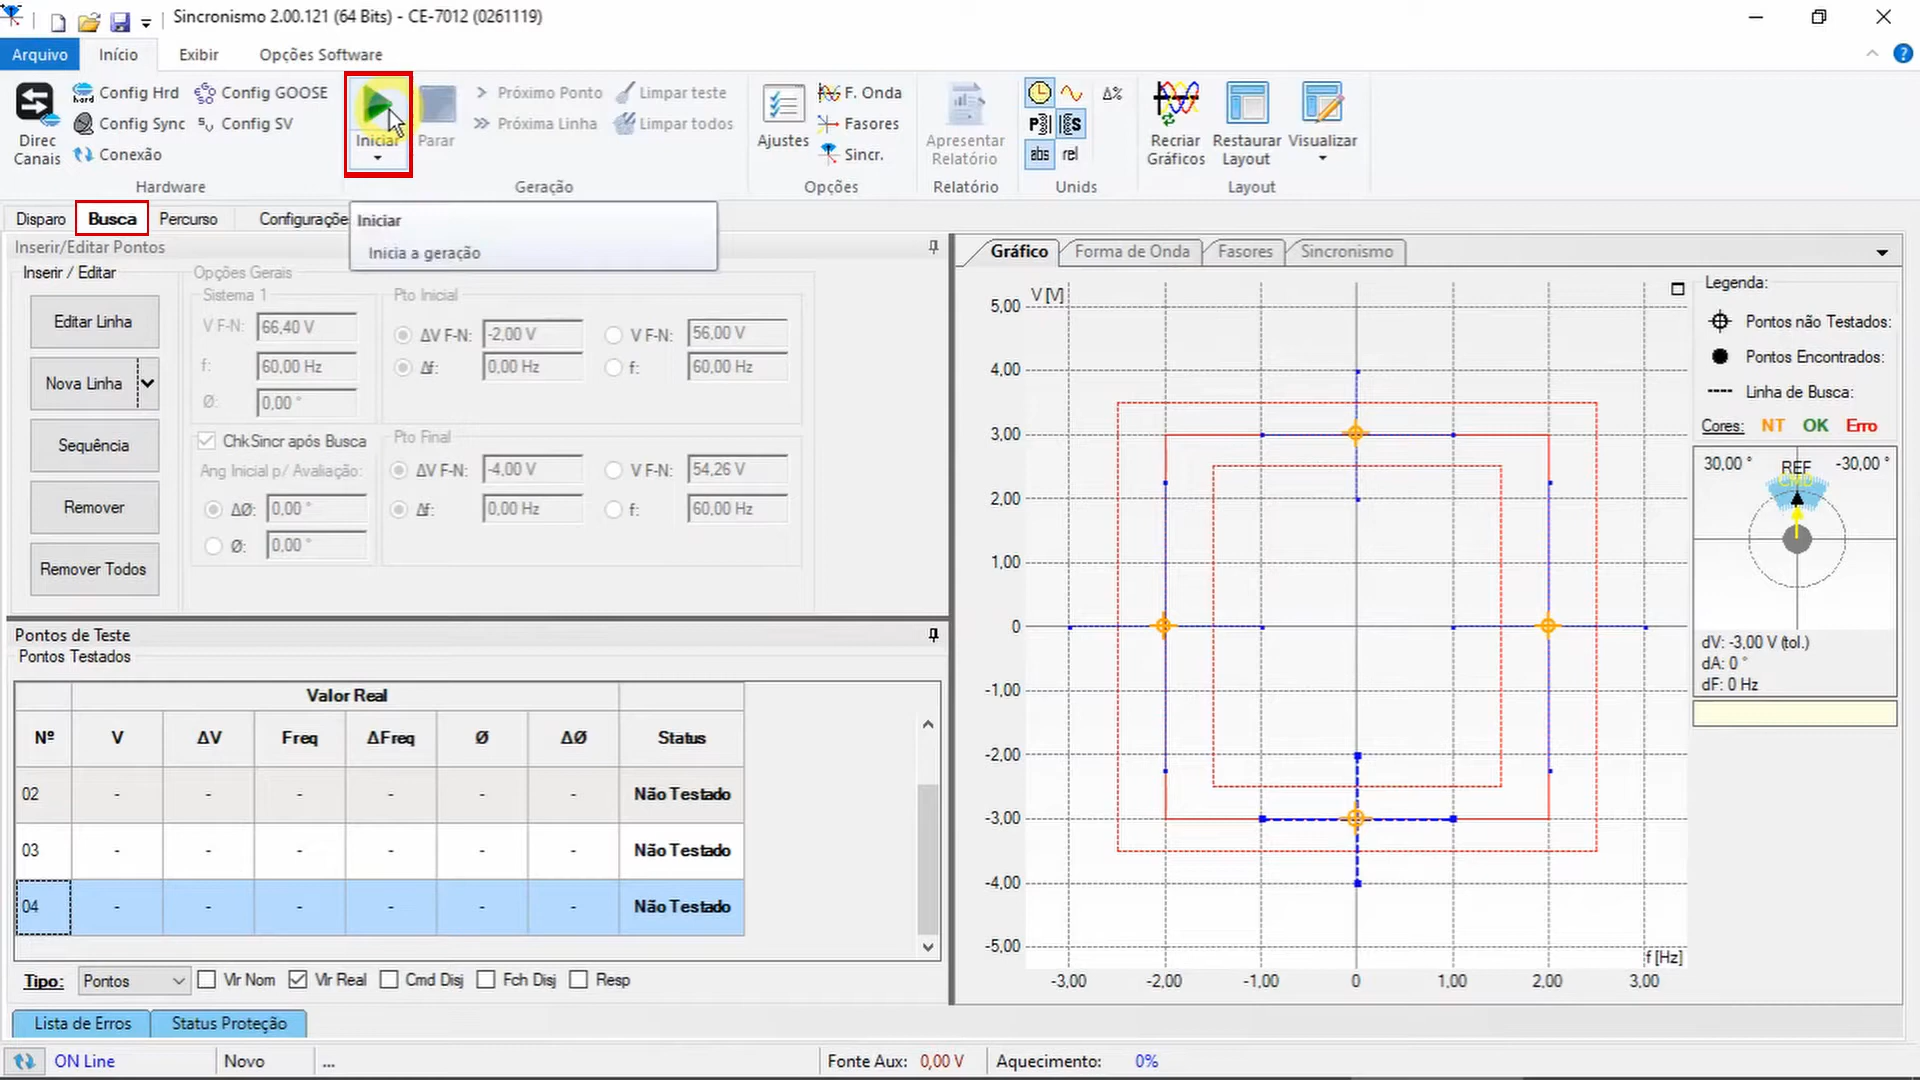 Sincronismo 2.00.121 (64 Bits) - CE-7012 (0261119)
Arquivo Início Exibir Opções Software
Direc Canais
Config Hrd
Config Sync
Conexão
Config GOOSE
Config SV
Hardware
Iniciar
Parar
Próximo Ponto
Próxima Linha
Limpar teste
Limpar todos
Geração
Ajustes
F. Onda
Fasores
Sincr.
Opções
Apresentar Relatório
Relatório
Δ%
abs rel
Unids
Recriar Gráficos
Restaurar Layout
Visualizar
Layout
Disparo Busca Percurso Configuraçõe
Iniciar
Inicia a geração
Inserir/Editar Pontos
Inserir / Editar
Editar Linha
Nova Linha
Sequência
Remover
Remover Todos
Opções Gerais
Sistema 1
V F-N: 66,40 V
f: 60,00 Hz
Ø: 0,00 °
Chk Sincr após Busca
Ang Inicial p/ Avaliação:
ΔØ: 0,00 °
Ø: 0,00 °
Pto Inicial
ΔV F-N: -2,00 V V F-N: 56,00 V
Δf: 0,00 Hz f: 60,00 Hz
Pto Final
ΔV F-N: -4,00 V V F-N: 54,26 V
Δf: 0,00 Hz f: 60,00 Hz
Pontos de Teste
Pontos Testados
Valor Real
Nº V ΔV Freq ΔFreq Ø ΔØ Status
02 - - - - - - Não Testado
03 - - - - - - Não Testado
04 - - - - - - Não Testado
Tipo: Pontos Vlr Nom Vlr Real Cmd Disj Fch Disj Resp
Lista de Erros Status Proteção
Gráfico Forma de Onda Fasores Sincronismo
V [V]
5,00
4,00
3,00
2,00
1,00
0
-1,00
-2,00
-3,00
-4,00
-5,00
f [Hz]
-3,00 -2,00 -1,00 0 1,00 2,00 3,00
Legenda:
Pontos não Testados:
Pontos Encontrados:
Linha de Busca:
Cores: NT OK Erro
30,00 ° REF -30,00 °
CMD
dV: -3,00 V (tol.)
dA: 0 °
dF: 0 Hz
ON Line Novo ... Fonte Aux: 0,00 V Aquecimento: 0%